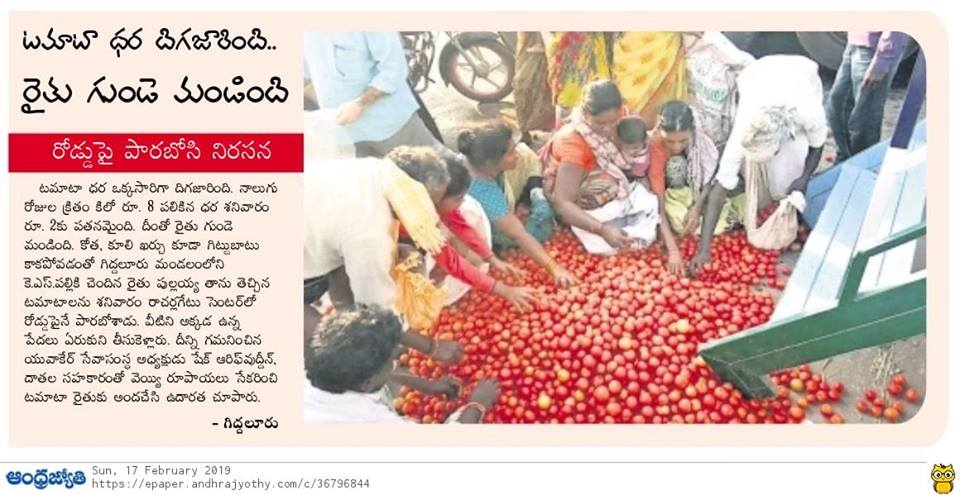 టమాటా ధర దిగజారింది..
రైతు గుండె మండింది
రోడ్డుపై పారబోసి నిరసన
టమాటా ధర ఒక్కసారిగా దిగజారింది. నాలుగు
రోజుల క్రితం కిలో రూ. 8 పలికిన ధర శనివారం
రూ. 2కు పతనమైంది. దీంతో రైతు గుండె
మండింది. కోత, కూలి ఖర్చు కూడా గిట్టుబాటు
కాకపోవడంతో గిద్దలూరు మండలంలోని
కె.ఎస్.పల్లికి చెందిన రైతు పుల్లయ్య తాను తెచ్చిన
టమాటాలను శనివారం రాచర్లగేటు సెంటర్‌లో
రోడ్డుపైనే పారబోశాడు. వీటిని అక్కడ ఉన్న
పేదలు ఏరుకుని తీసుకెళ్లారు. దీన్ని గమనించిన
యువాకేర్ సేవాసంస్థ అధ్యక్షుడు షేక్ ఆరిఫ్‌వుద్దీన్,
దాతల సహకారంతో వెయ్యి రూపాయలు సేకరించి
టమాటా రైతుకు అందచేసి ఉదారత చూపారు.
- గిద్దలూరు
ఆంధ్రజ్యోతి
Sun, 17 February 2019
https://epaper.andhrajyothy.com/c/36796844